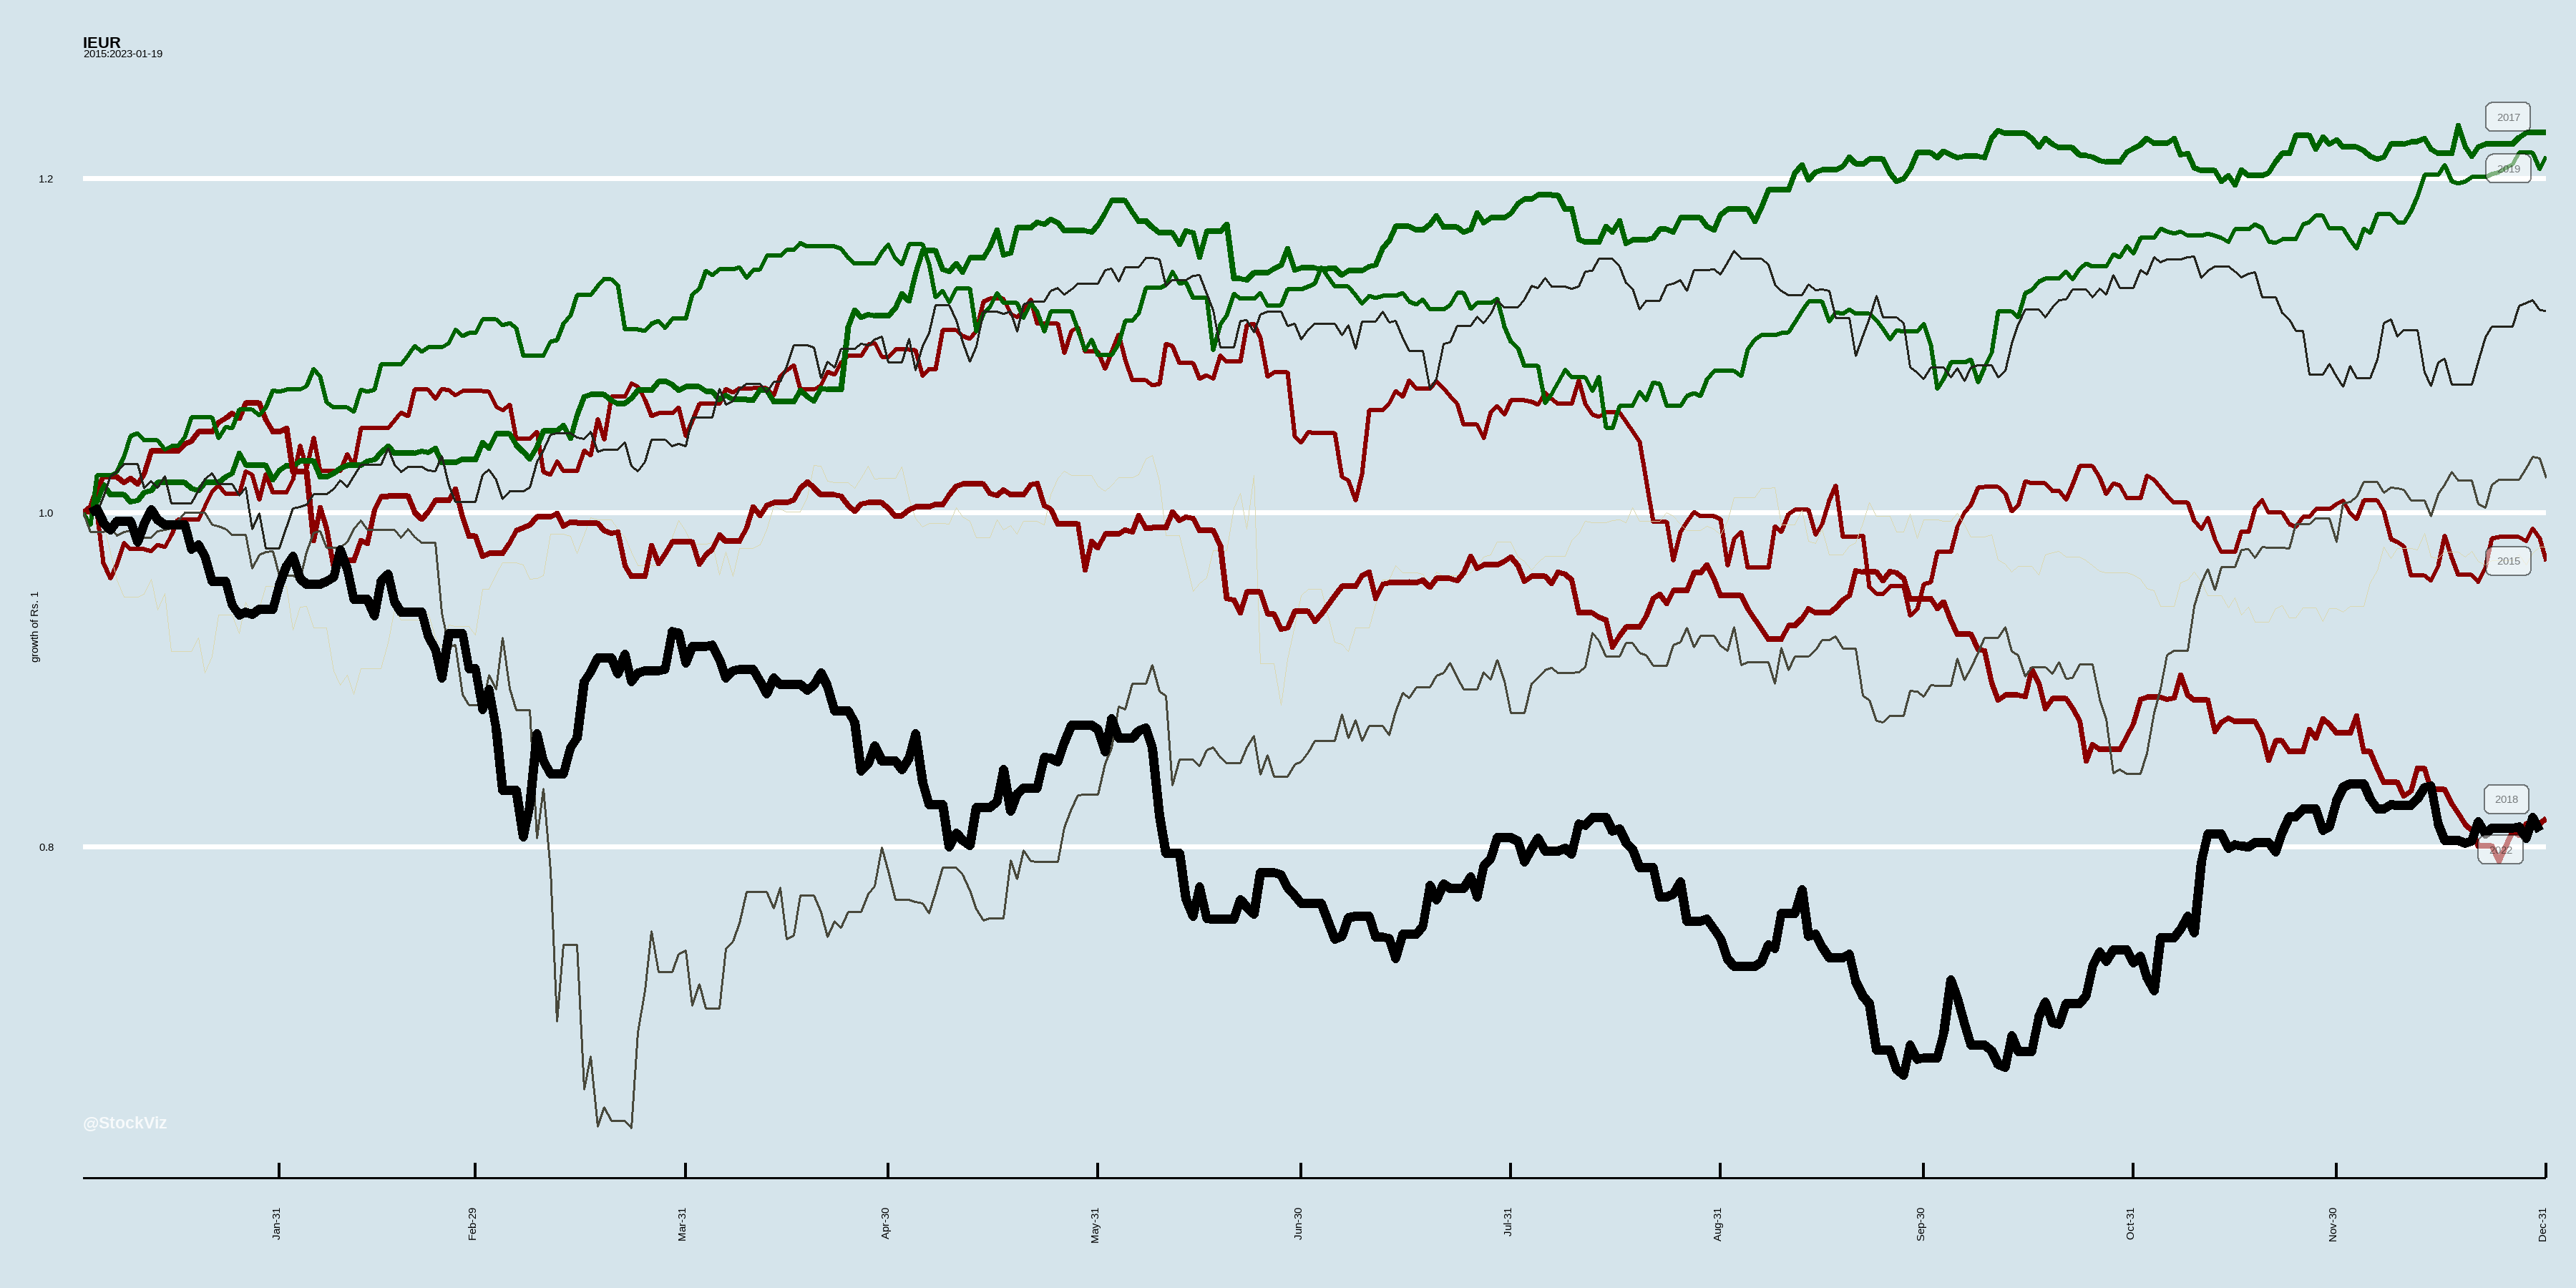 IEUR
2015:2023-01-19
2017
1.2
2019
1.0
2015
growth of Rs. 1
2018
0.8
2022
@StockViz
Jan-31
Feb-29
Mar-31
Apr-30
May-31
Jun-30
Jul-31
Aug-31
Sep-30
Oct-31
Nov-30
Dec-31